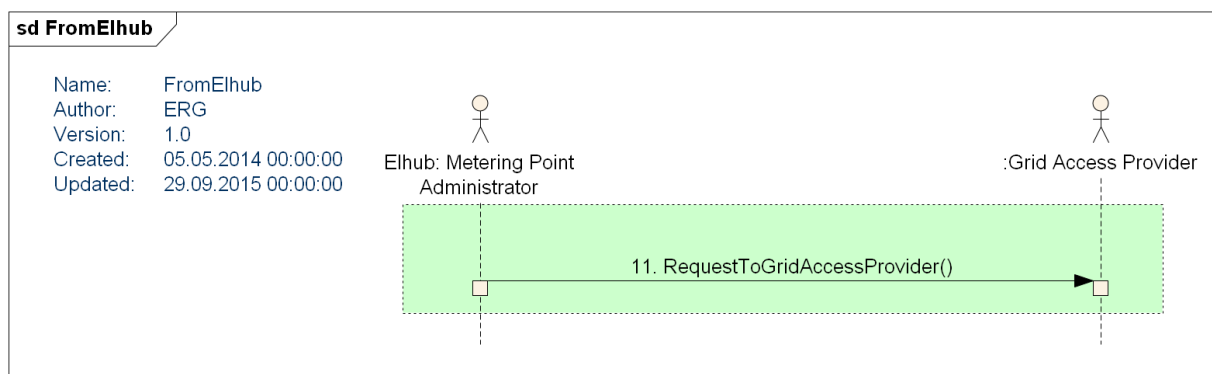 sd FromElhub
Name: FromElhub
Author: ERG
Version: 1.0
Created: 05.05.2014 00:00:00
Updated: 29.09.2015 00:00:00
Elhub: Metering Point
Administrator
:Grid Access Provider
11. RequestToGridAccessProvider()